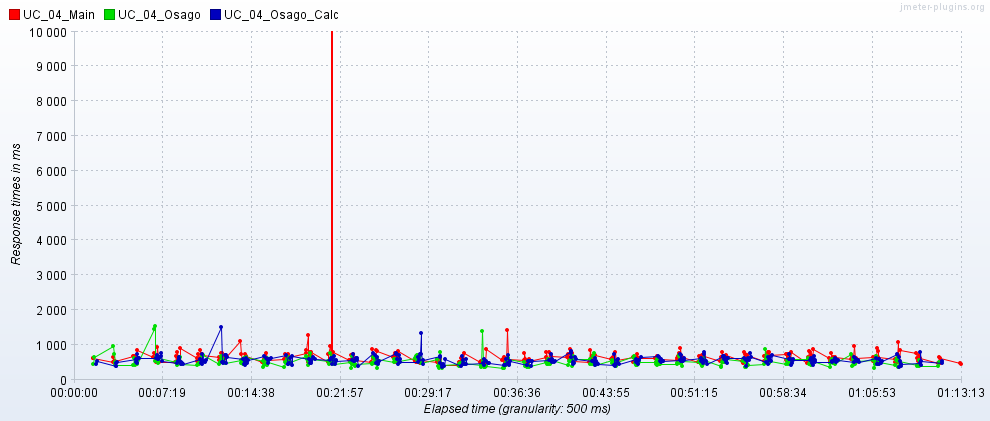 UC_04_Main UC_04_Osago UC_04_Osago_Calc
jmeter-plugins.org
10 000
9 000
8 000
7 000
6 000
5 000
4 000
3 000
2 000
1 000
0
Response times in ms
00:00:00 00:07:19 00:14:38 00:21:57 00:29:17 00:36:36 00:43:55 00:51:15 00:58:34 01:05:53 01:13:13
Elapsed time (granularity: 500 ms)